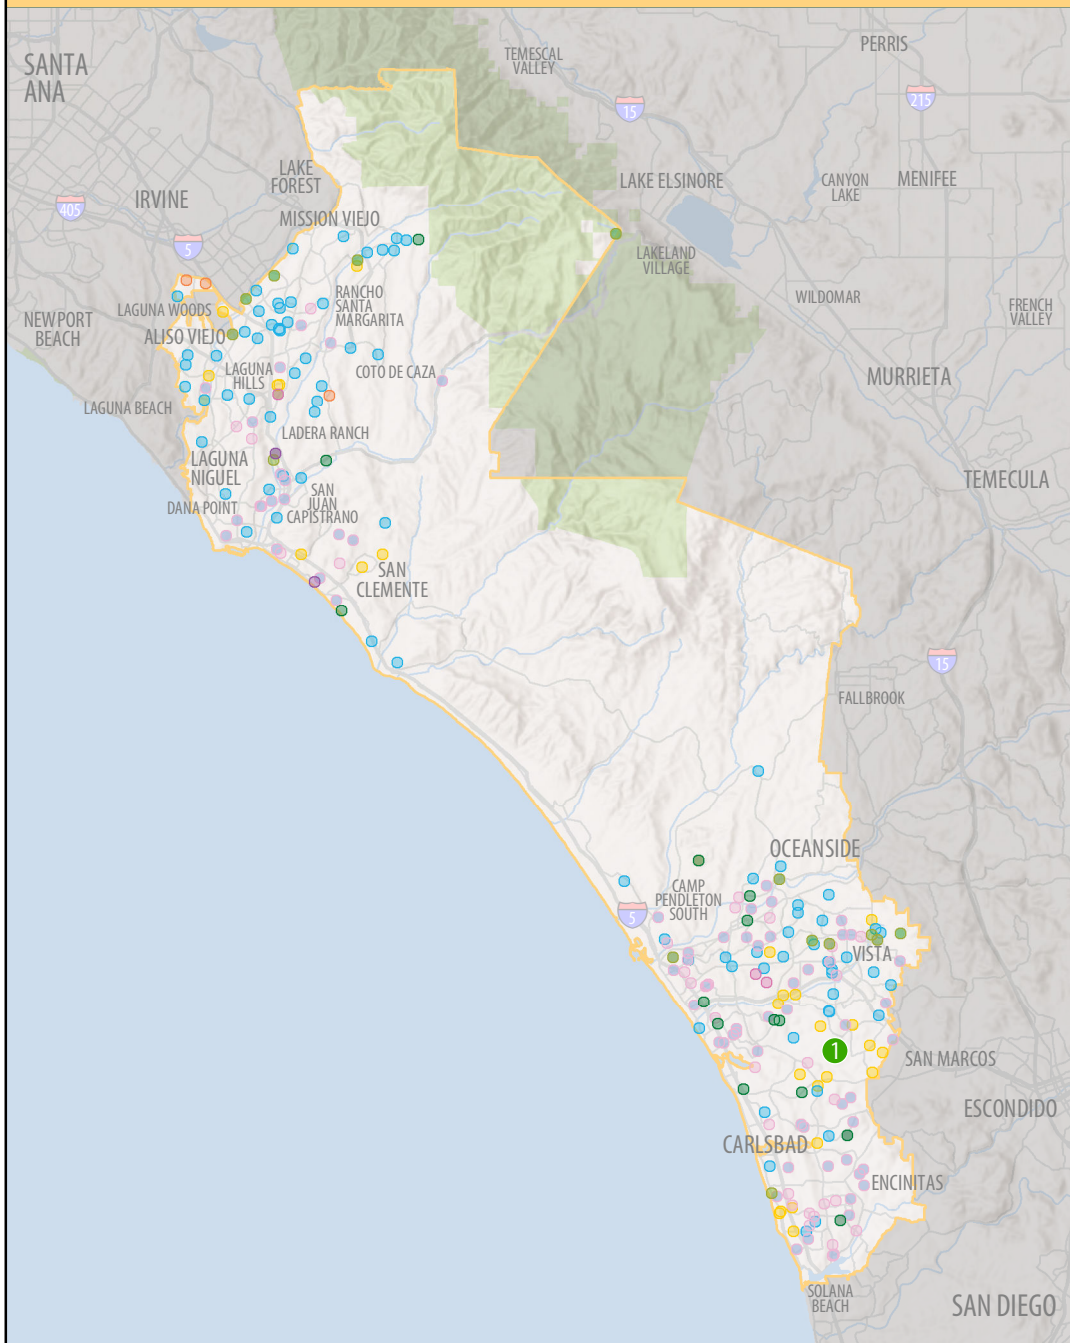 SANTA
ANA
TEMESCAL
VALLEY
PERRIS
15
215
LAKE
FOREST
IRVINE
405
5
LAKE ELSINORE
CANYON
LAKE
MENIFEE
MISSION VIEJO
LAKELAND
VILLAGE
LAGUNA WOODS
RANCHO
SANTA
MARGARITA
WILDOMAR
FRENCH
VALLEY
NEWPORT
BEACH
ALISO VIEJO
LAGUNA
HILLS
COTO DE CAZA
MURRIETA
LAGUNA BEACH
LADERA RANCH
LAGUNA
NIGUEL
TEMECULA
DANA POINT
SAN
JUAN
CAPISTRANO
SAN
CLEMENTE
15
FALLBROOK
OCEANSIDE
CAMP
PENDLETON
SOUTH
5
VISTA
1
SAN MARCOS
ESCONDIDO
CARLSBAD
ENCINITAS
SOLANA
BEACH
SAN DIEGO